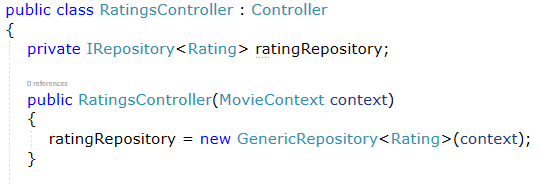 public class RatingsController : Controller
{
private IRepository<Rating> ratingRepository;
0 references
public RatingsController(MovieContext context)
{
ratingRepository = new GenericRepository<Rating>(context);
}